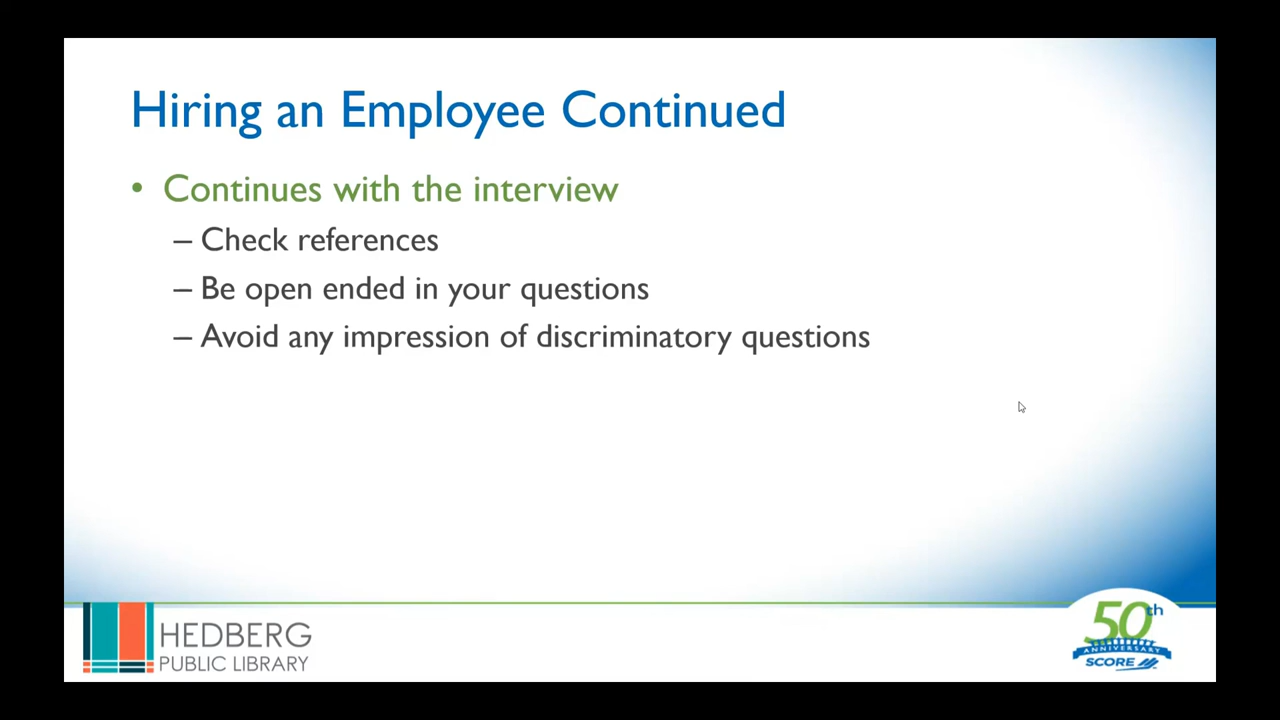 Hiring an Employee Continued
• Continues with the interview
– Check references
– Be open ended in your questions
– Avoid any impression of discriminatory questions
HEDBERG
PUBLIC LIBRARY
50th
ANNIVERSARY
SCORE